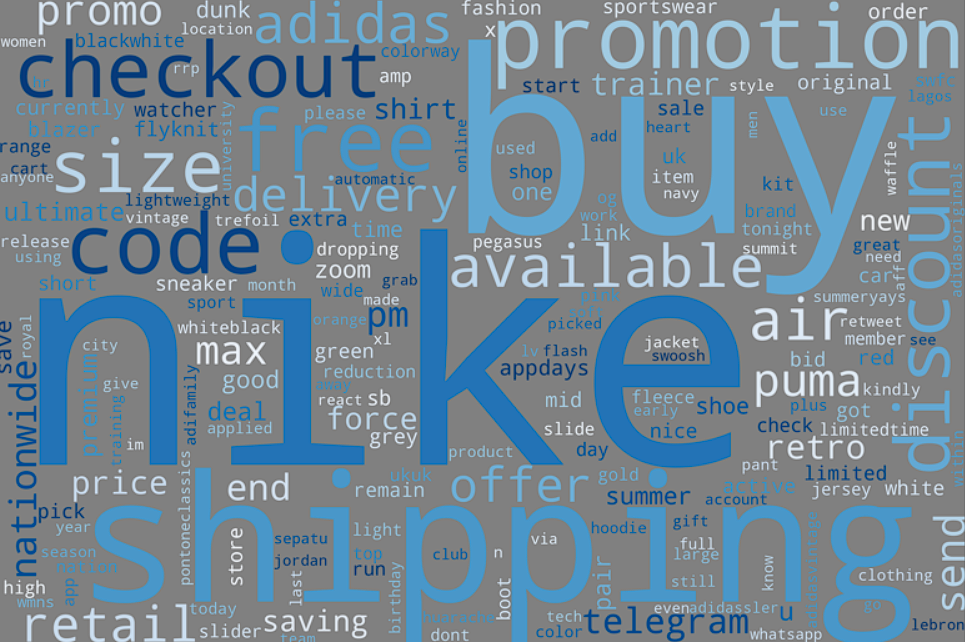 promo
dunk
location
adidas
fashion
x
sportswear
order
promotion
women
blackwhite
colorway
checkout
rrp
amp
start
trainer
style
original
hr
currently
watcher
university
please
shirt
online
sale
men
use
lagos
blazer
flyknit
free
buy
add
heart
range
cart
anyone
size
used
shop
one
uk
item
navy
kit
waffle
discount
automatic
delivery
lightweight
ultimate
vintage
trefoil
extra
time
og
work
link
brand
tonight
new
release
using
code
dropping
pegasus
summit
great
need
car
aff
adidasoriginals
available
short
sneaker
month
zoom
wide
grab
made
sport
nike
orange
pm
xl
pink
picked
summeryays
air
retweet
member
see
save
royal
whiteblack
city
max
green
reduction
lv
flash
appdays
jacket
swoosh
bid
red
puma
kindly
premium
give
good
away
react
sb
mid
fleece
early
shoe
plus
got
nationwide
training
adifamily
deal
applied
force
grey
slide
nice
check
limitedtime
im
day
retro
product
pant
limited
within
price
end
ukuk
remain
offer
gold
summer
active
account
jersey
white
pick
year
pontoneclassics
shipping
light
hoodie
gift
send
season
nation
store
sepatu
jordan
top
run
club
n
via
full
large
pair
know
clothing
high
wmns
app
last
birthday
boot
still
go
retail
today
slider
saving
team
dont
tech
color
telegram
even
adidassler
u
whatsapp
lebron